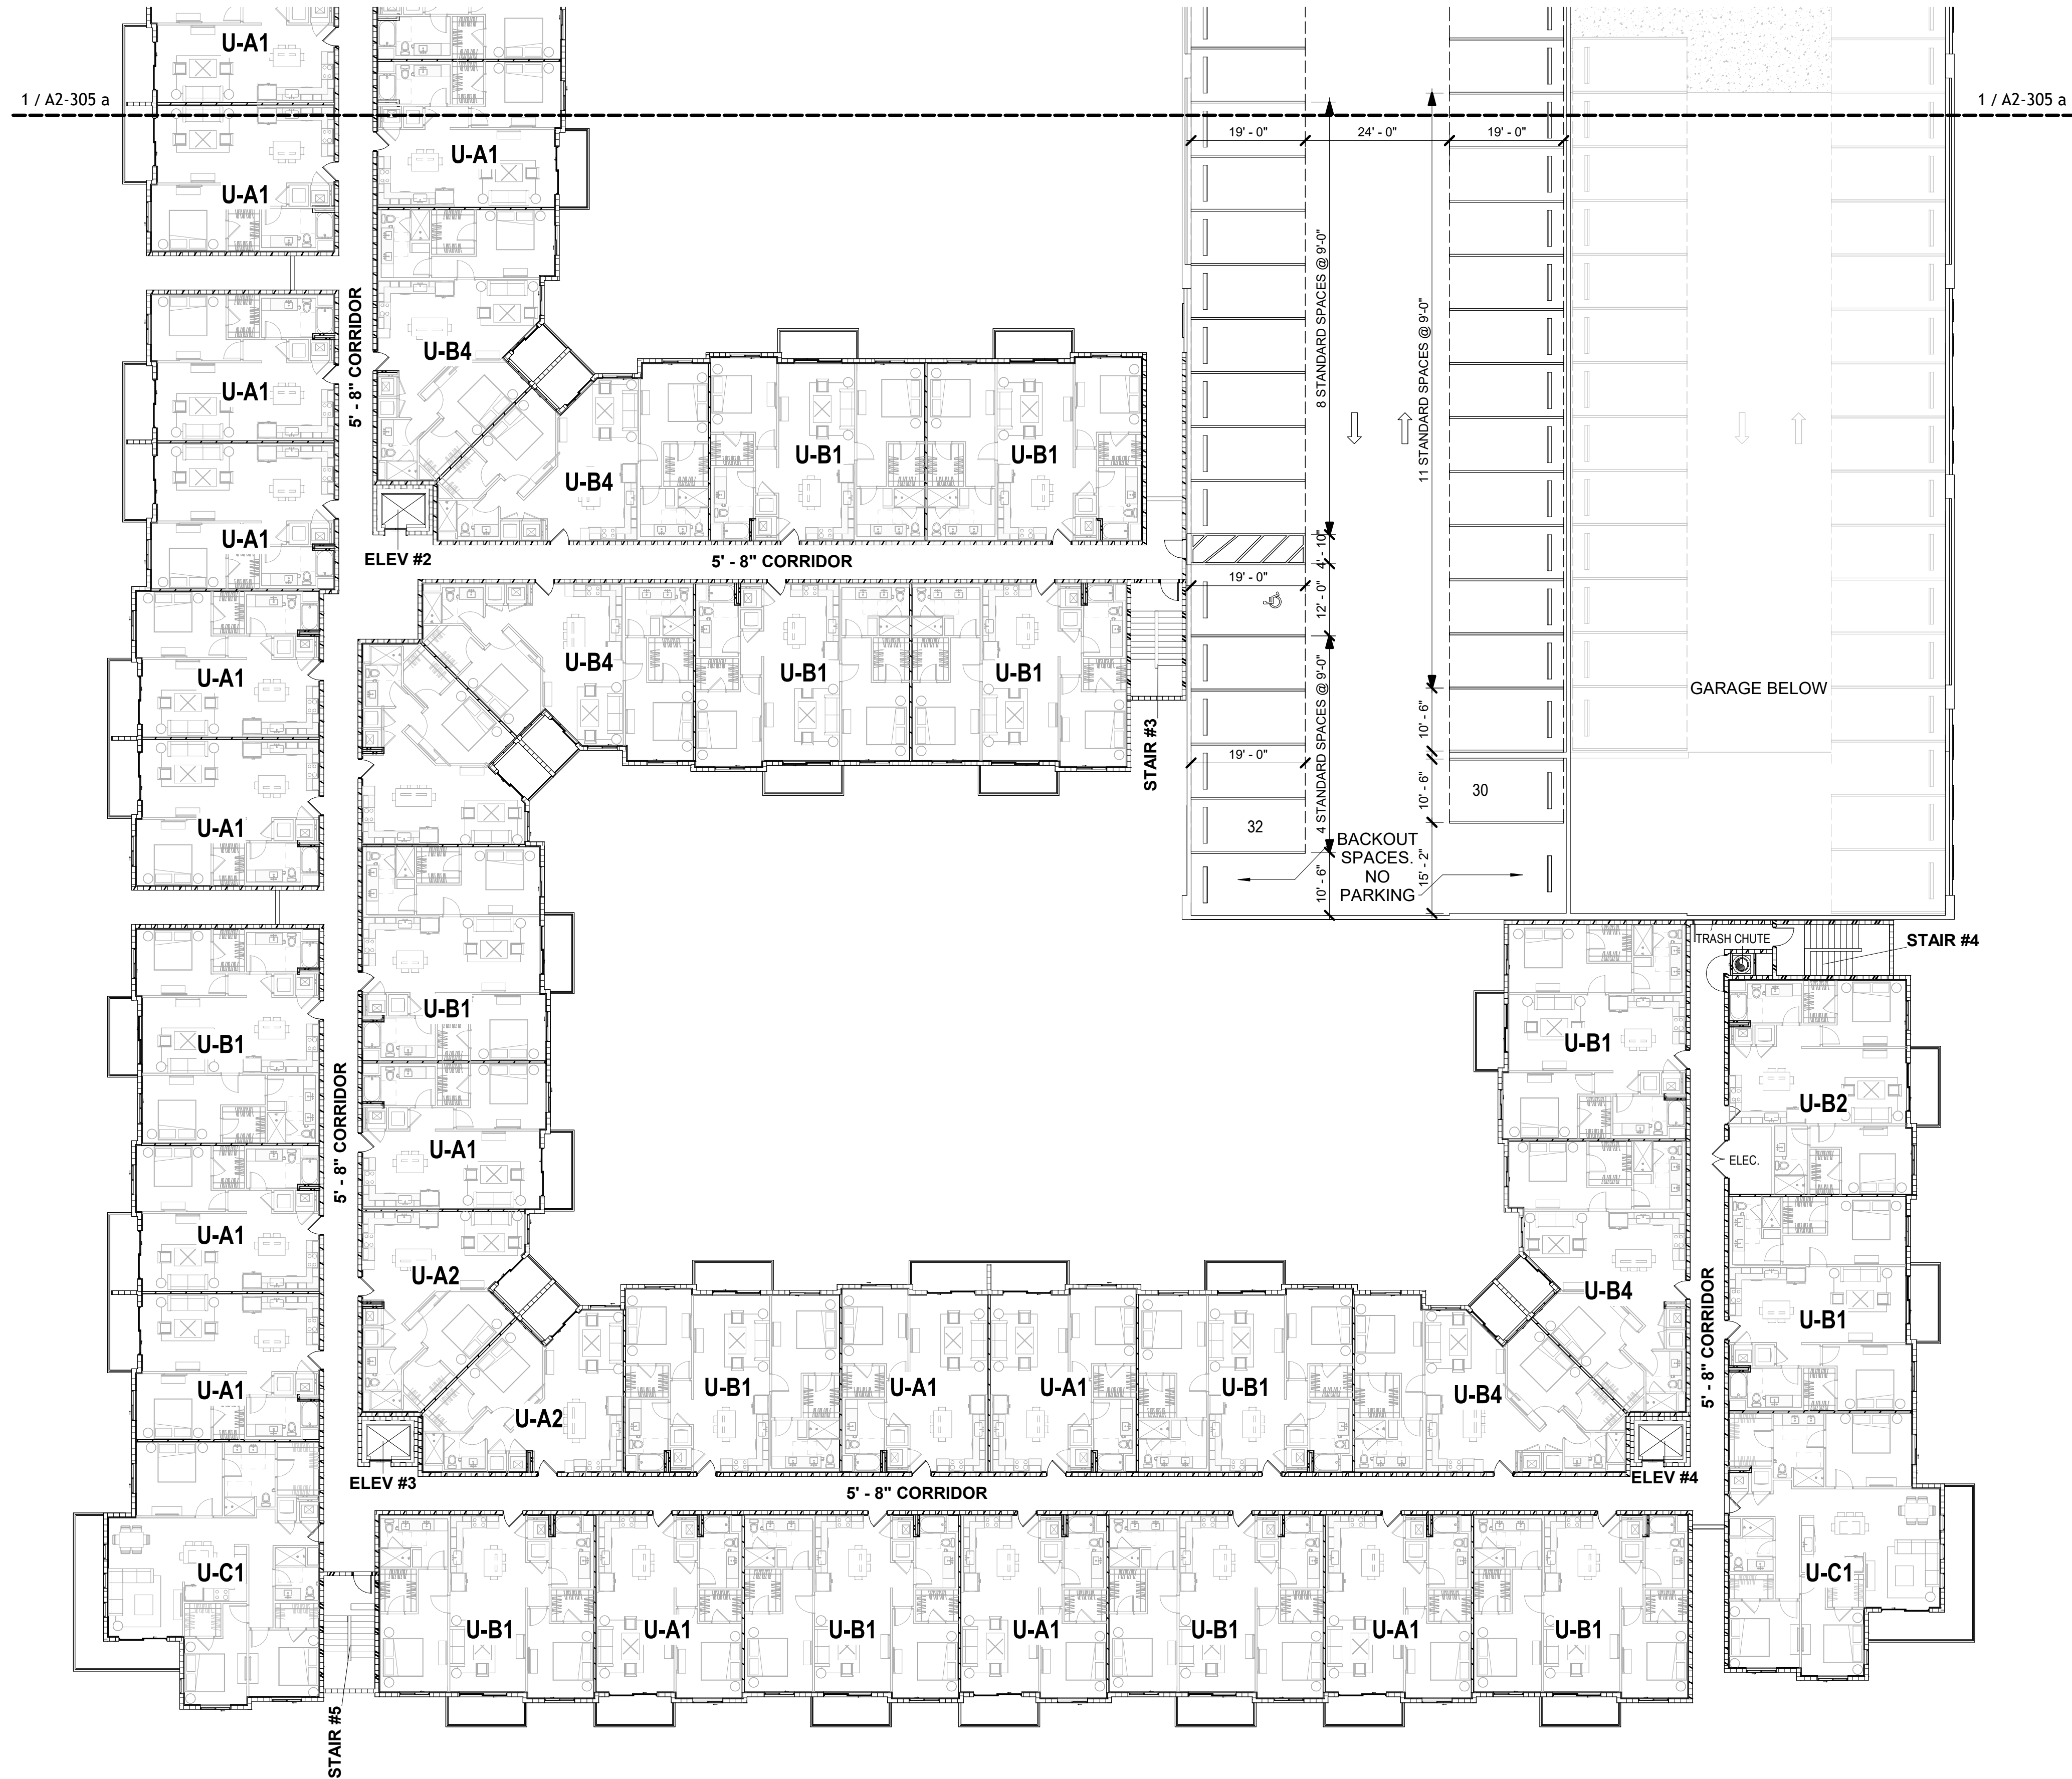 U-A1
1 / A2-305 a
1 / A2-305 a
19' - 0"
24' - 0"
19' - 0"
U-A1
U-A1
8 STANDARD SPACES @ 9'-0"
11 STANDARD SPACES @ 9'-0"
5' - 8" CORRIDOR
U-B4
U-A1
U-B4
U-B1
U-B1
U-A1
ELEV #2
5' - 8" CORRIDOR
4' - 10"
19' - 0"
12' - 0"
U-A1
U-B4
U-B1
U-B1
4 STANDARD SPACES @ 9'-0"
GARAGE BELOW
10' - 6"
STAIR #3
19' - 0"
10' - 6"
30
U-A1
32
BACKOUT
SPACES.
NO
PARKING
10' - 6"
15' - 2"
TRASH CHUTE
STAIR #4
U-B1
U-B1
U-B1
U-B2
5' - 8" CORRIDOR
U-A1
ELEC.
U-A1
U-A2
U-B4
U-B1
5' - 8" CORRIDOR
U-A1
U-A2
U-B1
U-A1
U-A1
U-B1
U-B4
ELEV #3
ELEV #4
5' - 8" CORRIDOR
U-C1
U-C1
U-B1
U-A1
U-B1
U-A1
U-B1
U-A1
U-B1
STAIR #5